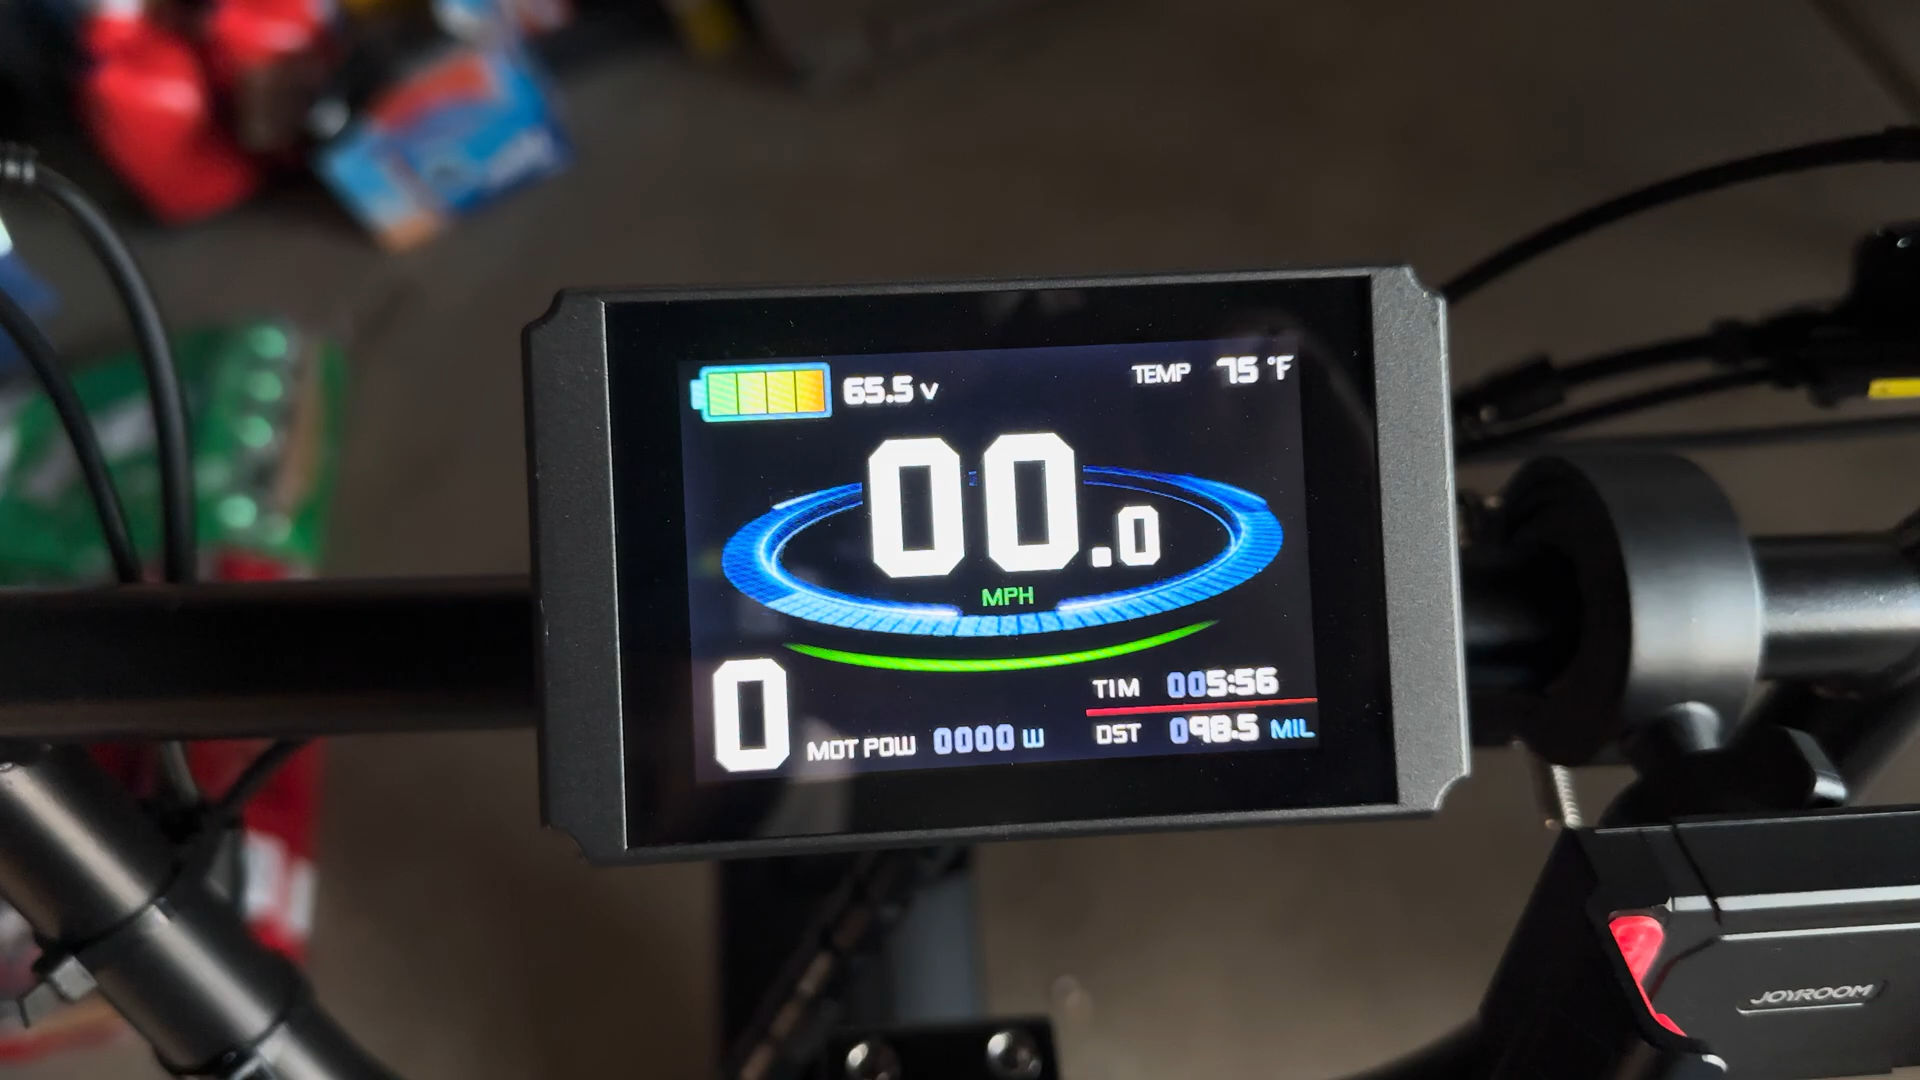 65.5 V
TEMP 75 °F
00.0
MPH
0
MOT POW 0000 W
TIM 005:56
DST 098.5 MIL
JOYROOM